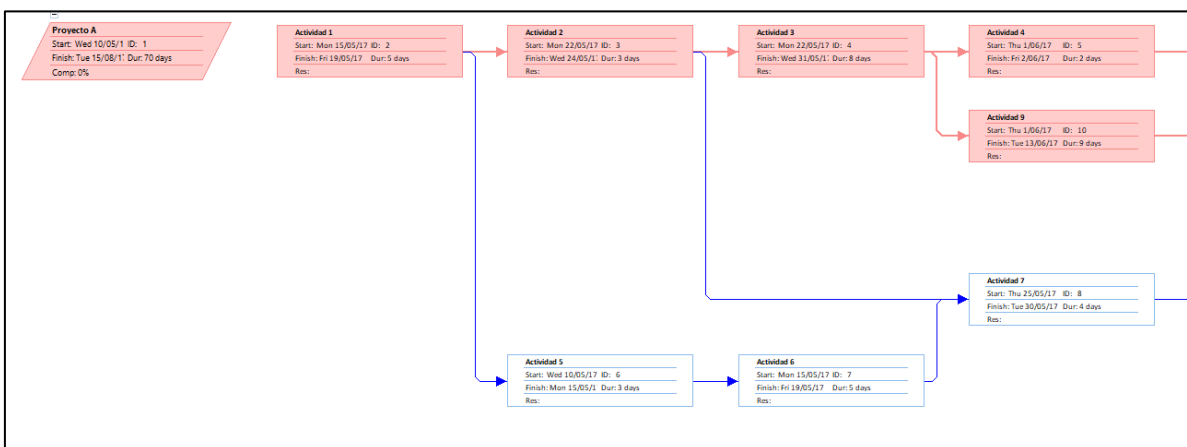 Proyecto A
Start: Wed 10/05/1 ID: 1
Finish: Tue 15/08/1 Dur: 70 days
Comp: 0%
Actividad 1
Start: Mon 15/05/17 ID: 2
Finish: Fri 19/05/17 Dur: 5 days
Res:
Actividad 2
Start: Mon 22/05/17 ID: 3
Finish: Wed 24/05/1 Dur: 3 days
Res:
Actividad 3
Start: Mon 22/05/17 ID: 4
Finish: Wed 31/05/1 Dur: 8 days
Res:
Actividad 4
Start: Thu 1/06/17 ID: 5
Finish: Fri 2/06/17 Dur: 2 days
Res:
Actividad 9
Start: Thu 1/06/17 ID: 10
Finish: Tue 13/06/17 Dur: 9 days
Res:
Actividad 7
Start: Thu 25/05/17 ID: 8
Finish: Tue 30/05/17 Dur: 4 days
Res:
Actividad 5
Start: Wed 10/05/17 ID: 6
Finish: Mon 15/05/1 Dur: 3 days
Res:
Actividad 6
Start: Mon 15/05/17 ID: 7
Finish: Fri 19/05/17 Dur: 5 days
Res: